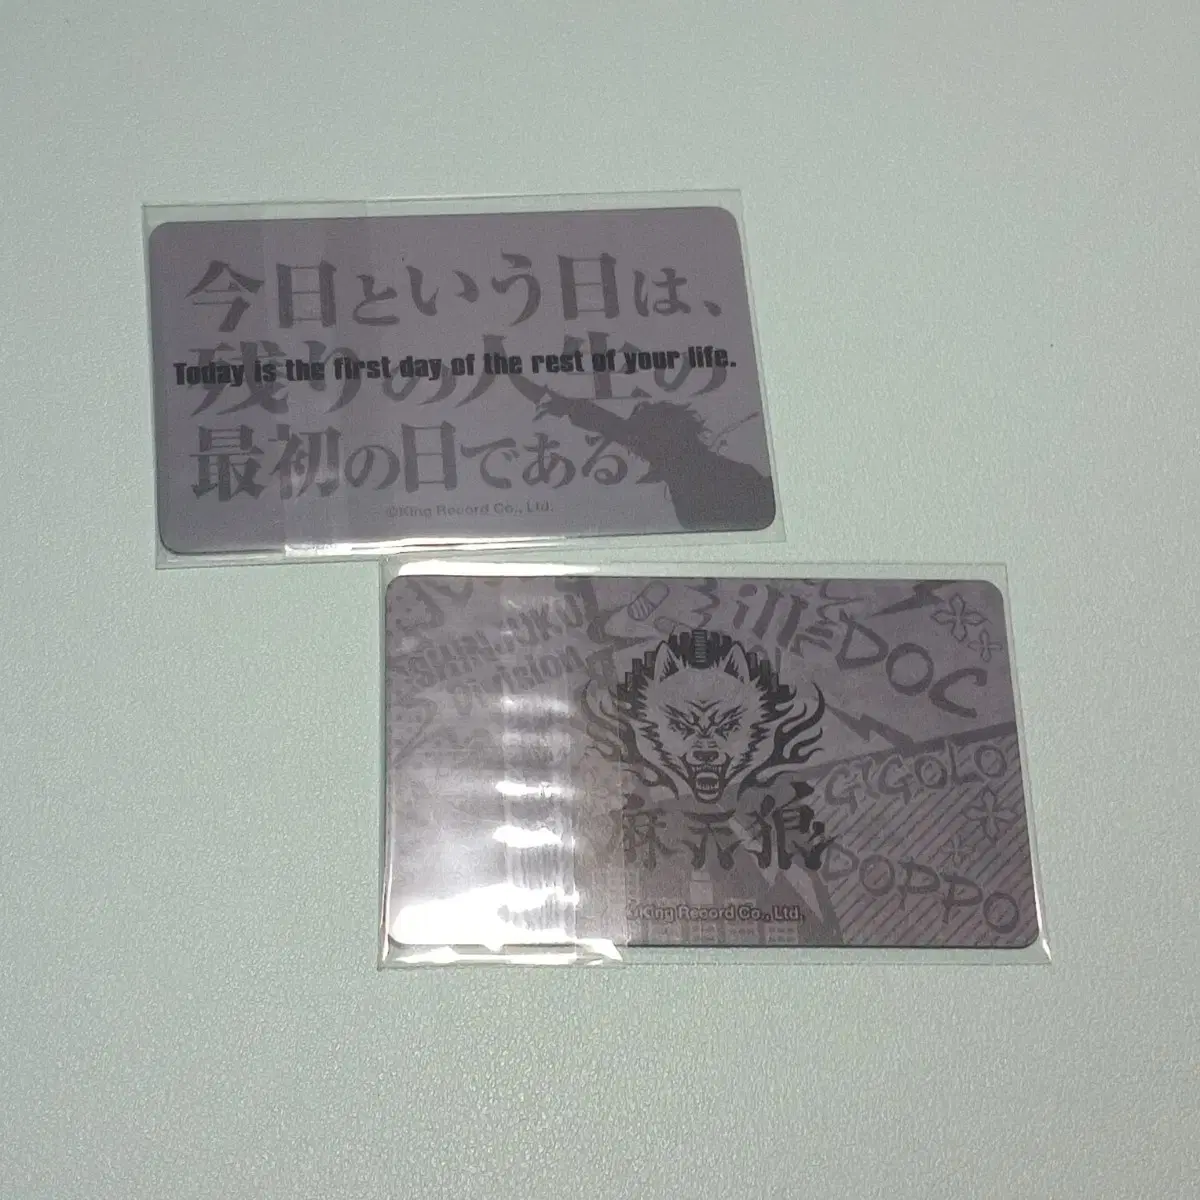 今日という日は、
残りの人生の
Today is the first day of the rest of your life.
最初の日である
©King Record Co., Ltd.
SHINJUKU
Division
ill=DOC
GIGOLO
麻天狼
DOPPO
©King Record Co., Ltd.